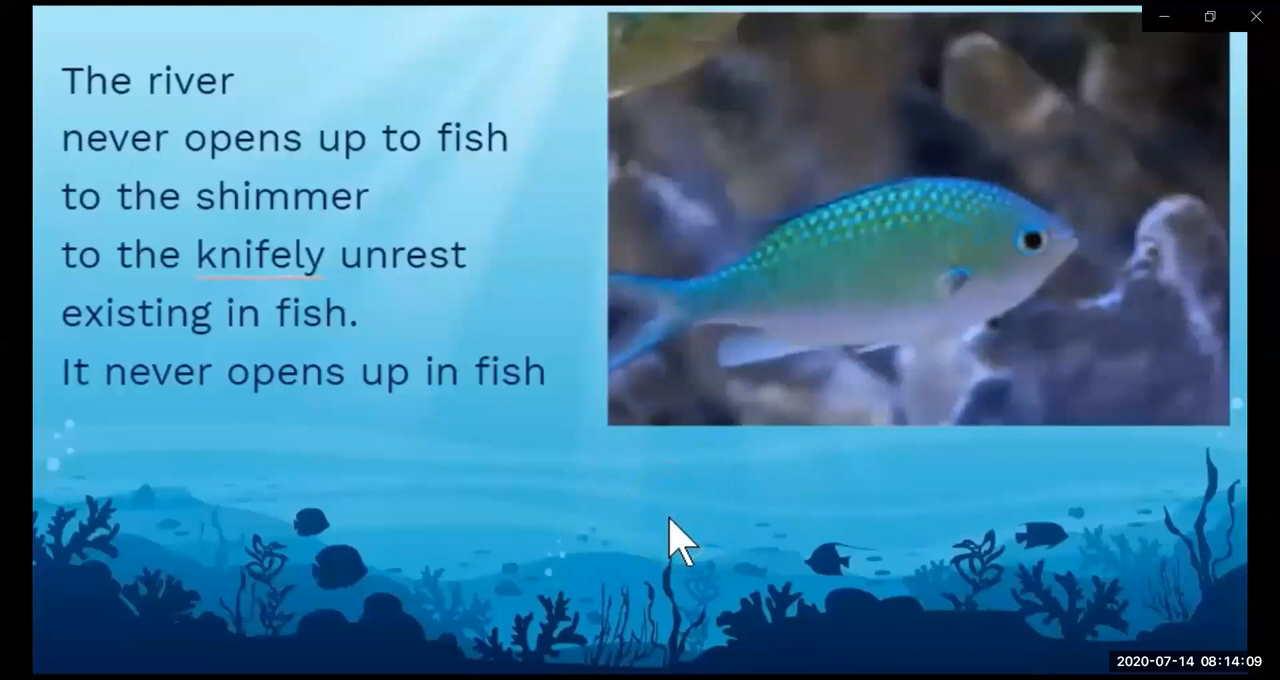 The river
never opens up to fish
to the shimmer
to the knifely unrest
existing in fish.
It never opens up in fish
2020-07-14 08:14:09